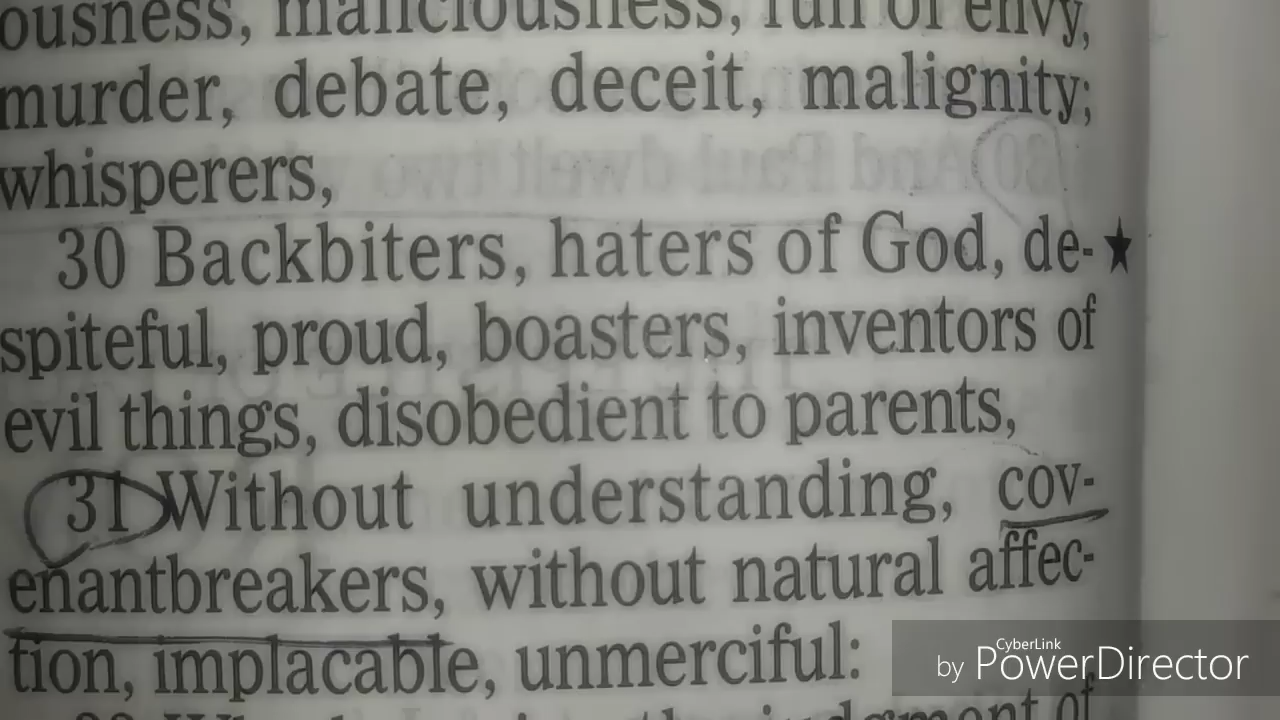 ousness, maliciousness, full of envy,
murder, debate, deceit, malignity;
whisperers,
30 Backbiters, haters of God, de-★
spiteful, proud, boasters, inventors of
evil things, disobedient to parents,
31 Without understanding, cov-
enantbreakers, without natural affec-
tion, implacable, unmerciful:
judgment of
by CyberLink PowerDirector